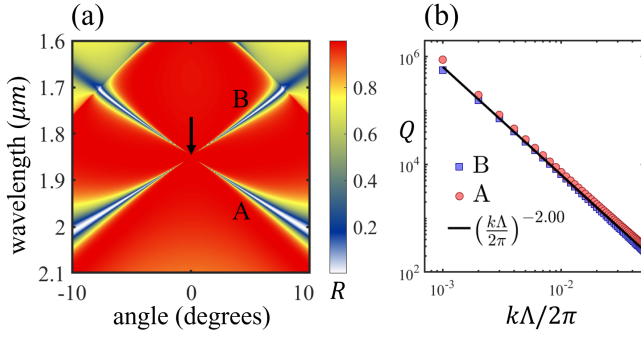 (a)
wavelength (μm)
1.6
1.7
1.8
1.9
2
2.1
B
A
-10
0
10
angle (degrees)
0.8
0.6
0.4
0.2
R
(b)
Q
10^6
10^4
10^2
B
A
(kΛ/2π)^-2.00
10^-3
10^-2
kΛ/2π